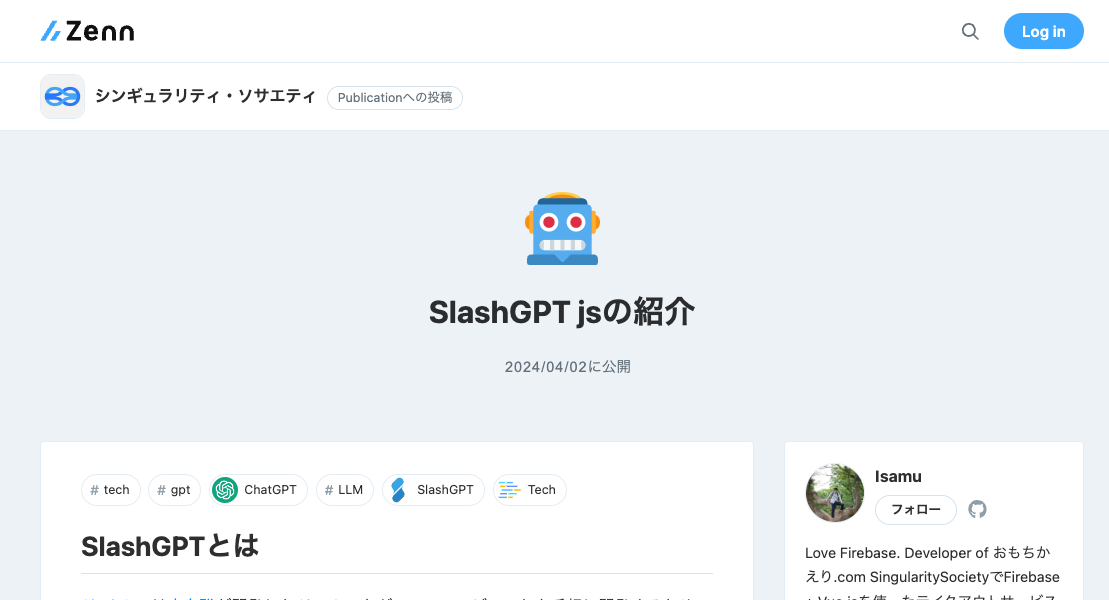 Zenn
Log in
シンギュラリティ・ソサエティ
Publicationへの投稿
SlashGPT jsの紹介
2024/04/02に公開
# tech
# gpt
ChatGPT
# LLM
SlashGPT
Tech
SlashGPTとは
Isamu
フォロー
Love Firebase. Developer of おもちか
えり.com SingularitySocietyでFirebase